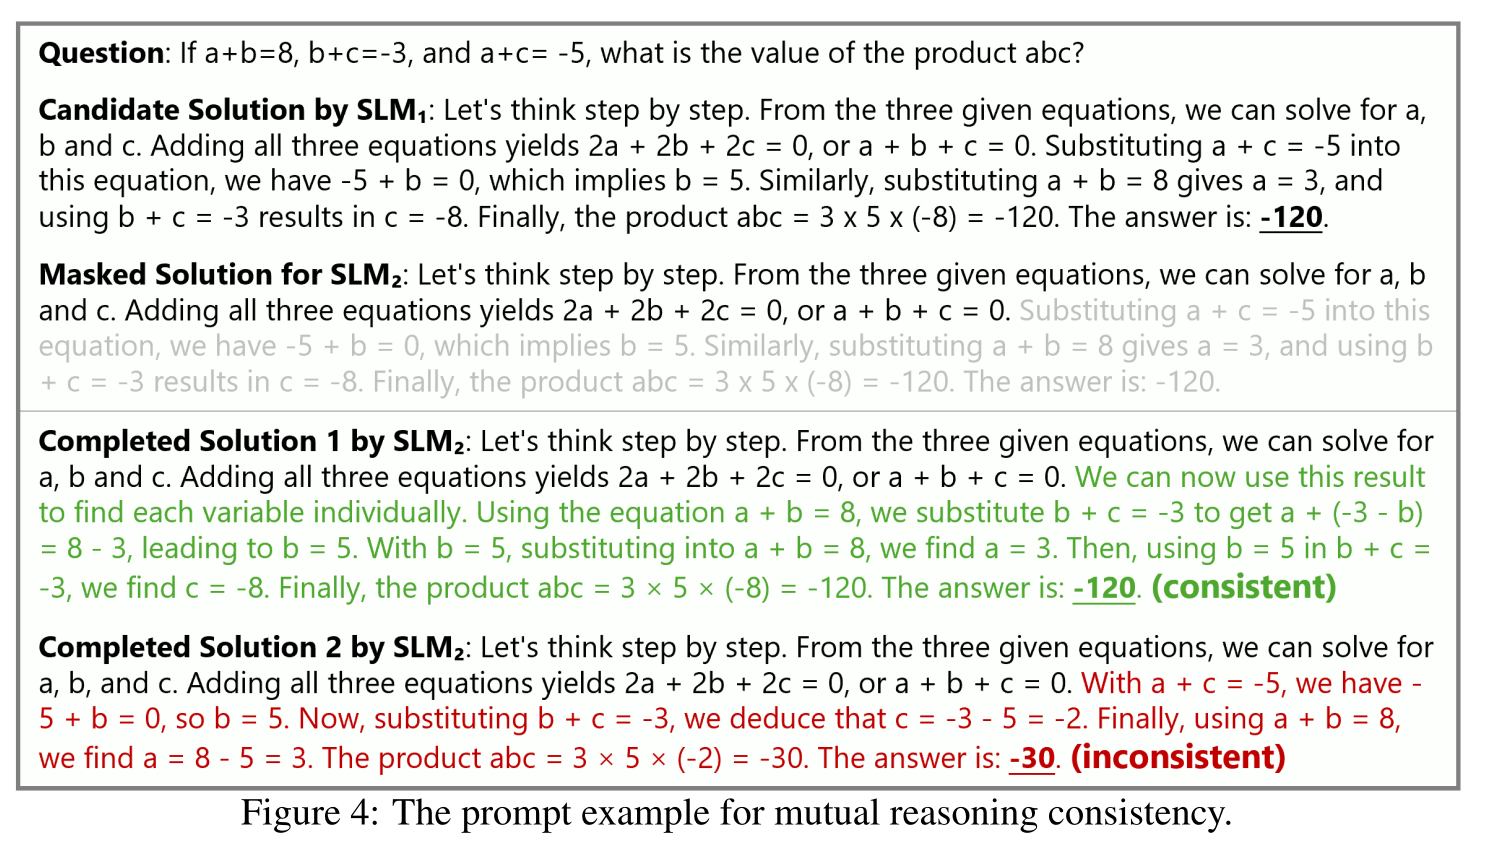 Question: If a+b=8, b+c=-3, and a+c= -5, what is the value of the product abc?
Candidate Solution by SLM₁: Let's think step by step. From the three given equations, we can solve for a,
b and c. Adding all three equations yields 2a + 2b + 2c = 0, or a + b + c = 0. Substituting a + c = -5 into
this equation, we have -5 + b = 0, which implies b = 5. Similarly, substituting a + b = 8 gives a = 3, and
using b + c = -3 results in c = -8. Finally, the product abc = 3 x 5 x (-8) = -120. The answer is: -120.
Masked Solution for SLM₂: Let's think step by step. From the three given equations, we can solve for a, b
and c. Adding all three equations yields 2a + 2b + 2c = 0, or a + b + c = 0. Substituting a + c = -5 into this
equation, we have -5 + b = 0, which implies b = 5. Similarly, substituting a + b = 8 gives a = 3, and using b
+ c = -3 results in c = -8. Finally, the product abc = 3 x 5 x (-8) = -120. The answer is: -120.
Completed Solution 1 by SLM₂: Let's think step by step. From the three given equations, we can solve for
a, b and c. Adding all three equations yields 2a + 2b + 2c = 0, or a + b + c = 0. We can now use this result
to find each variable individually. Using the equation a + b = 8, we substitute b + c = -3 to get a + (-3 - b)
= 8 - 3, leading to b = 5. With b = 5, substituting into a + b = 8, we find a = 3. Then, using b = 5 in b + c =
-3, we find c = -8. Finally, the product abc = 3 × 5 × (-8) = -120. The answer is: -120. (consistent)
Completed Solution 2 by SLM₂: Let's think step by step. From the three given equations, we can solve for
a, b, and c. Adding all three equations yields 2a + 2b + 2c = 0, or a + b + c = 0. With a + c = -5, we have -
5 + b = 0, so b = 5. Now, substituting b + c = -3, we deduce that c = -3 - 5 = -2. Finally, using a + b = 8,
we find a = 8 - 5 = 3. The product abc = 3 × 5 × (-2) = -30. The answer is: -30. (inconsistent)
Figure 4: The prompt example for mutual reasoning consistency.